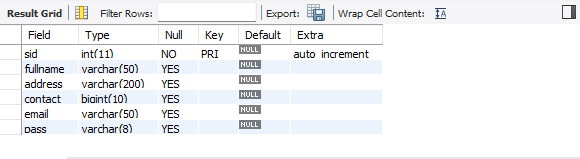 Result Grid Filter Rows: Export: Wrap Cell Content: IA
Field Type Null Key Default Extra
sid int(11) NO PRI NULL auto_increment
fullname varchar(50) YES NULL
address varchar(200) YES NULL
contact bigint(10) YES NULL
email varchar(50) YES NULL
pass varchar(8) YES NULL